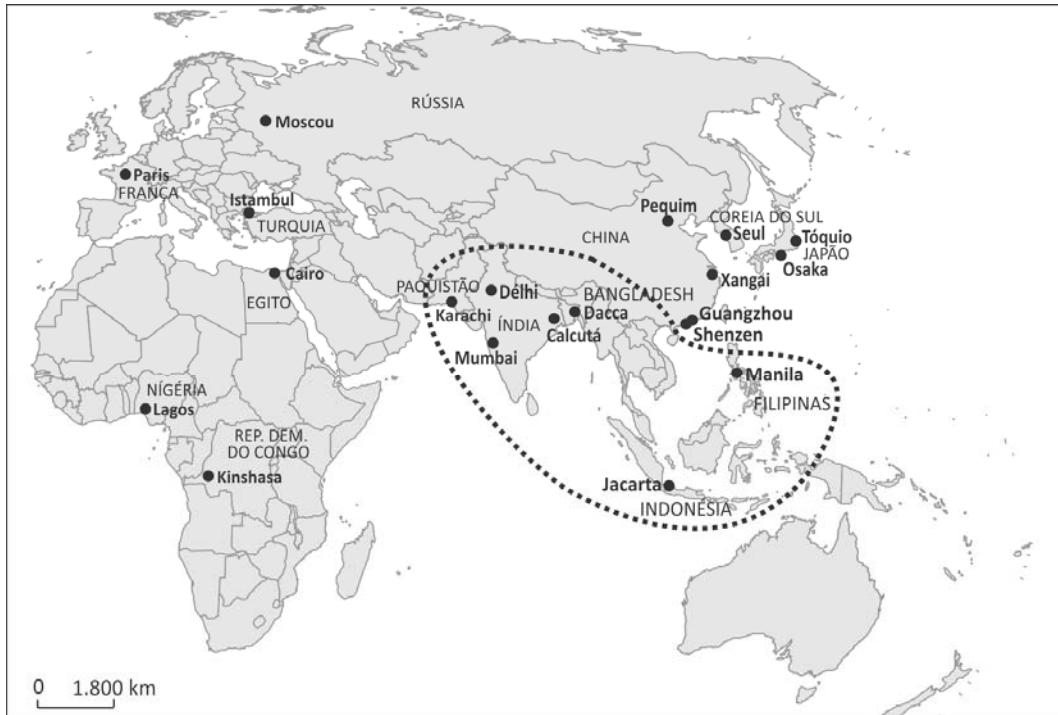 RÚSSIA
Moscou
Paris
FRANÇA
Istambul
TURQUIA
Pequim
COREIA DO SUL
Seul
Tóquio
JAPÃO
Osaka
CHINA
Xangai
Cairo
EGITO
PAQUISTÃO
Karachi
Délhi
ÍNDIA
BANGLADESH
Dacca
Calcutá
Mumbai
Guangzhou
Shenzen
Manila
FILIPINAS
NÍGÉRIA
Lagos
REP. DEM.
DO CONGO
Kinshasa
Jacarta
INDONÉSIA
0 1.800 km